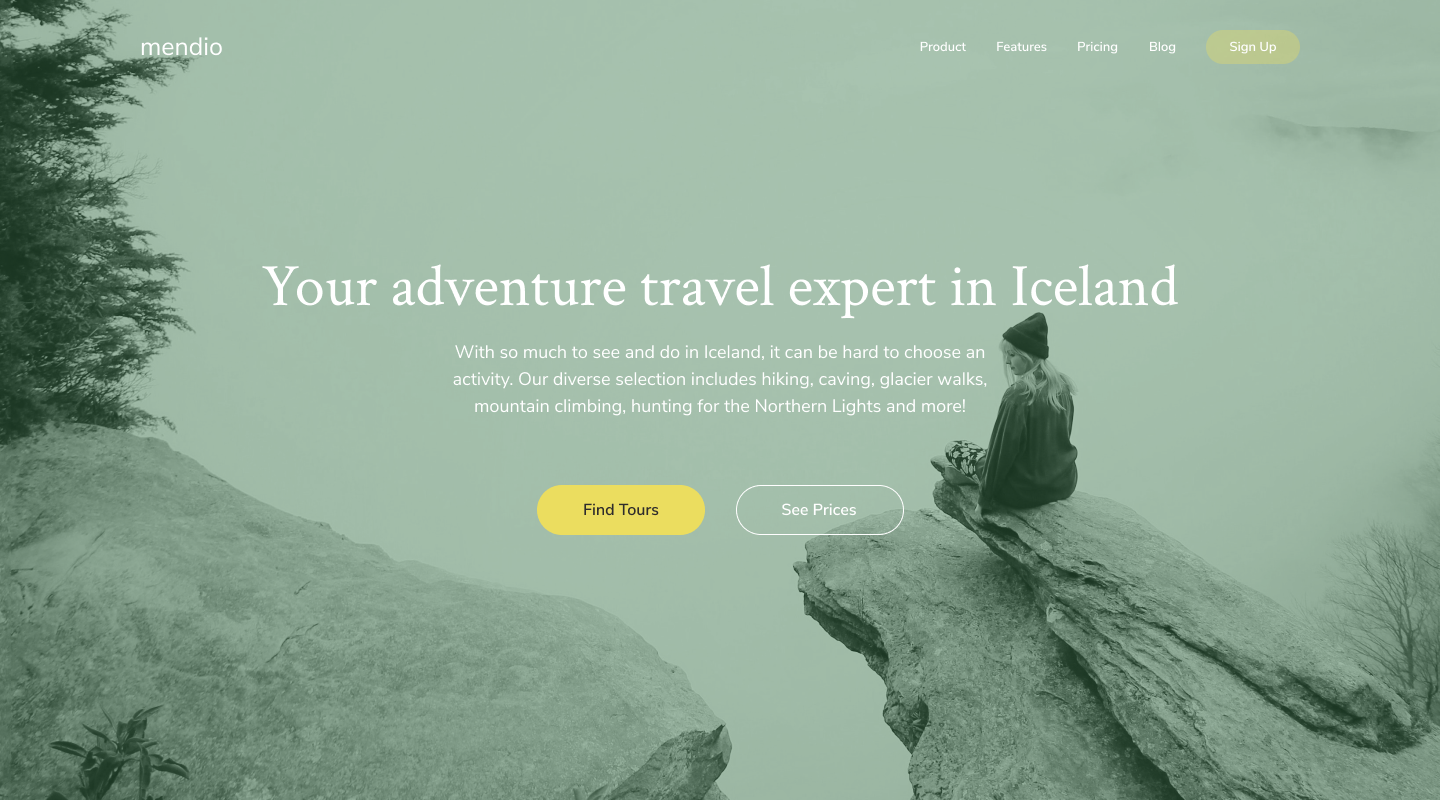 mendio
Product Features Pricing Blog Sign Up
Your adventure travel expert in Iceland
With so much to see and do in Iceland, it can be hard to choose an
activity. Our diverse selection includes hiking, caving, glacier walks,
mountain climbing, hunting for the Northern Lights and more!
Find Tours See Prices